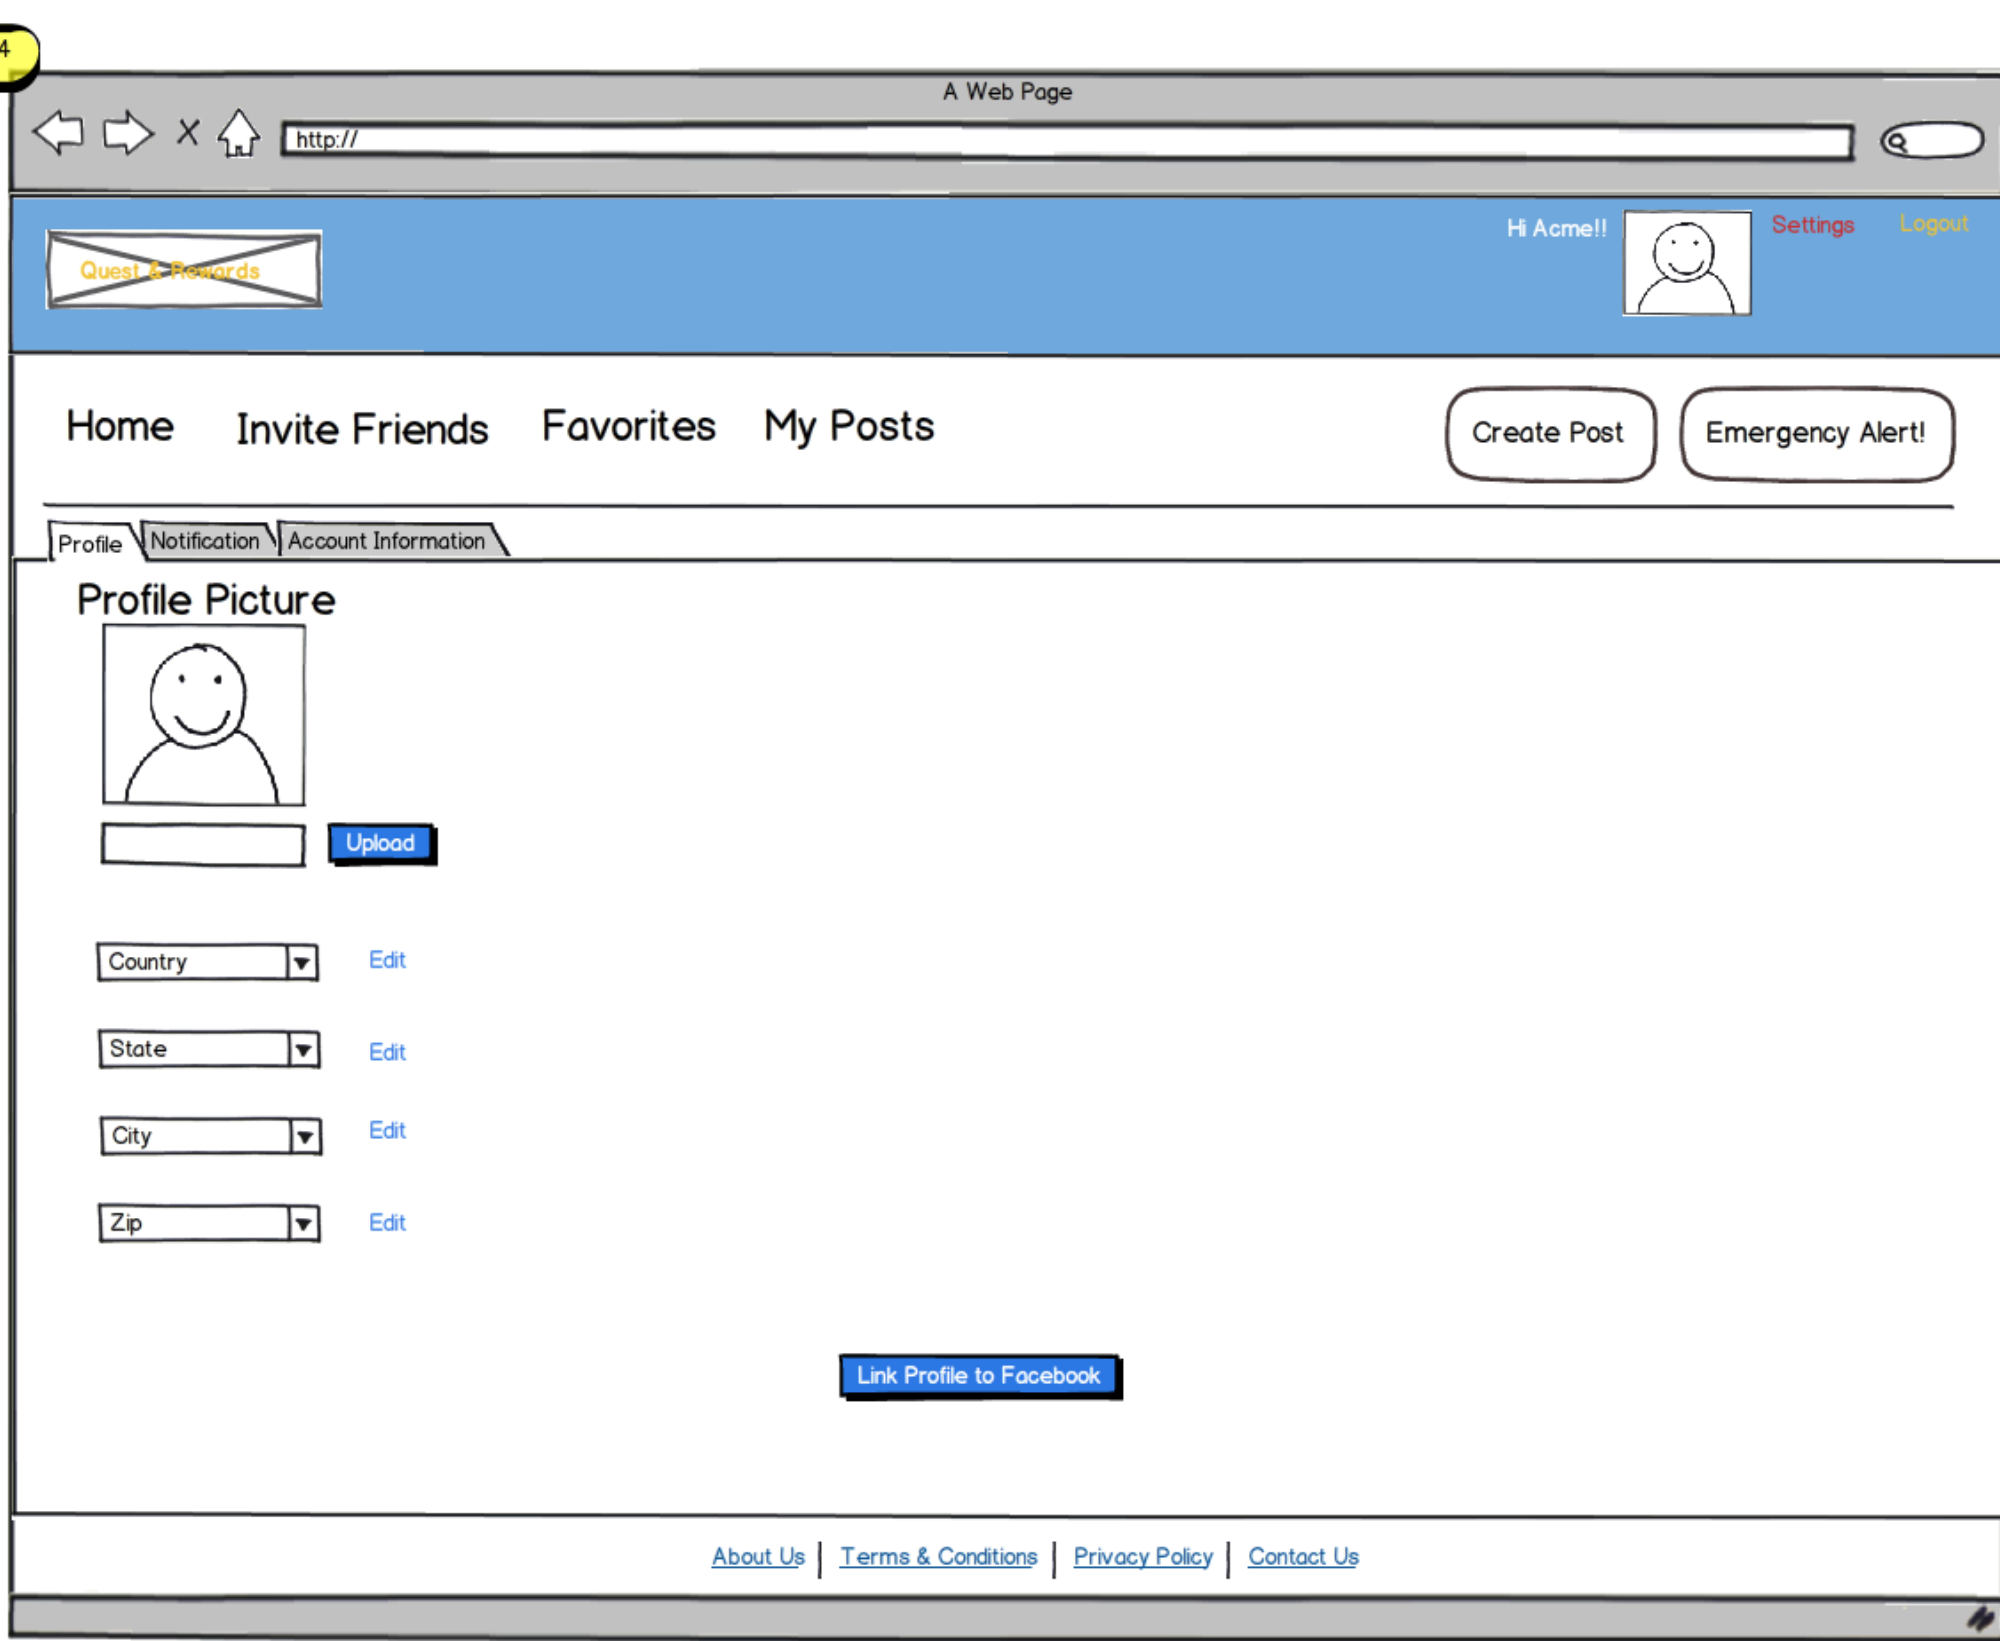 4
A Web Page
http://
Hi Acme!! Settings Logout
Quest & Rewards
Home Invite Friends Favorites My Posts Create Post Emergency Alert!
Profile Notification Account Information
Profile Picture
Upload
Country Edit
State Edit
City Edit
Zip Edit
Link Profile to Facebook
About Us Terms & Conditions Privacy Policy Contact Us